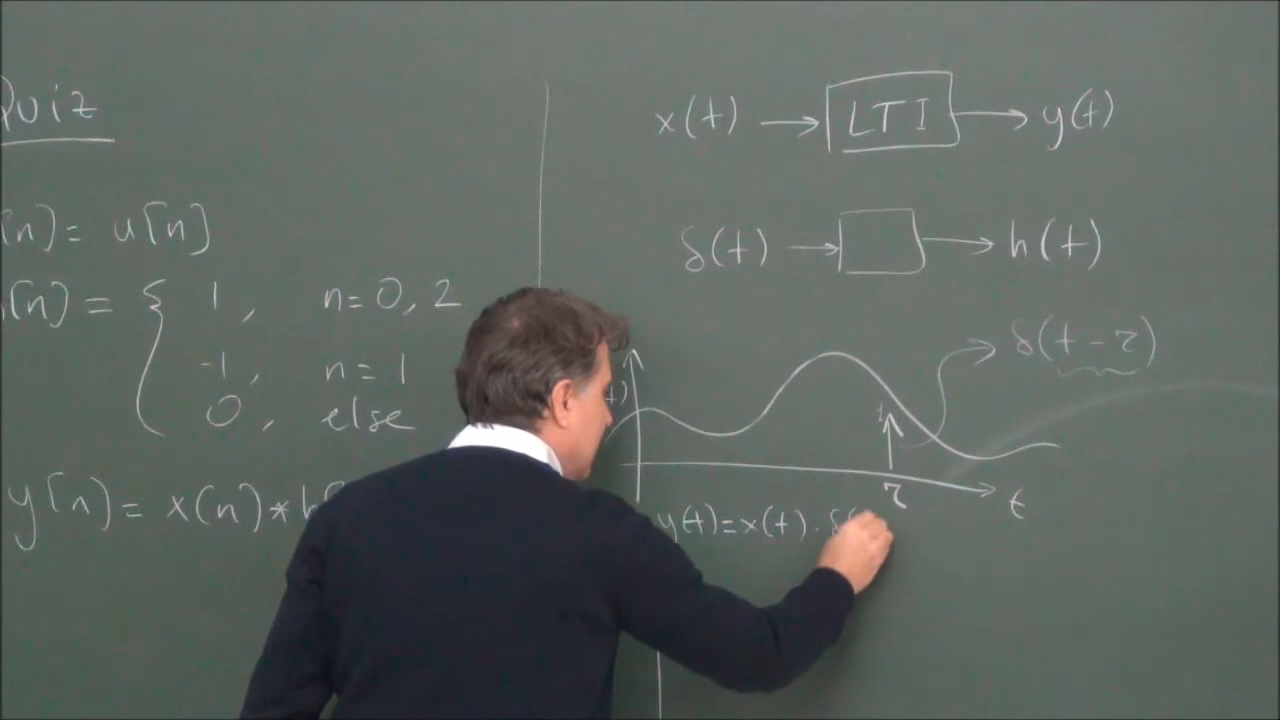 Quiz
[n] = u[n]
[n] = { 1 , n = 0, 2
-1 , n = 1
0 , else
y[n] = x[n] * h[
x(t) → LTI → y(t)
δ(t) → → h(t)
δ(t - τ)
1
τ
t
y(t) = x(t) . δ(